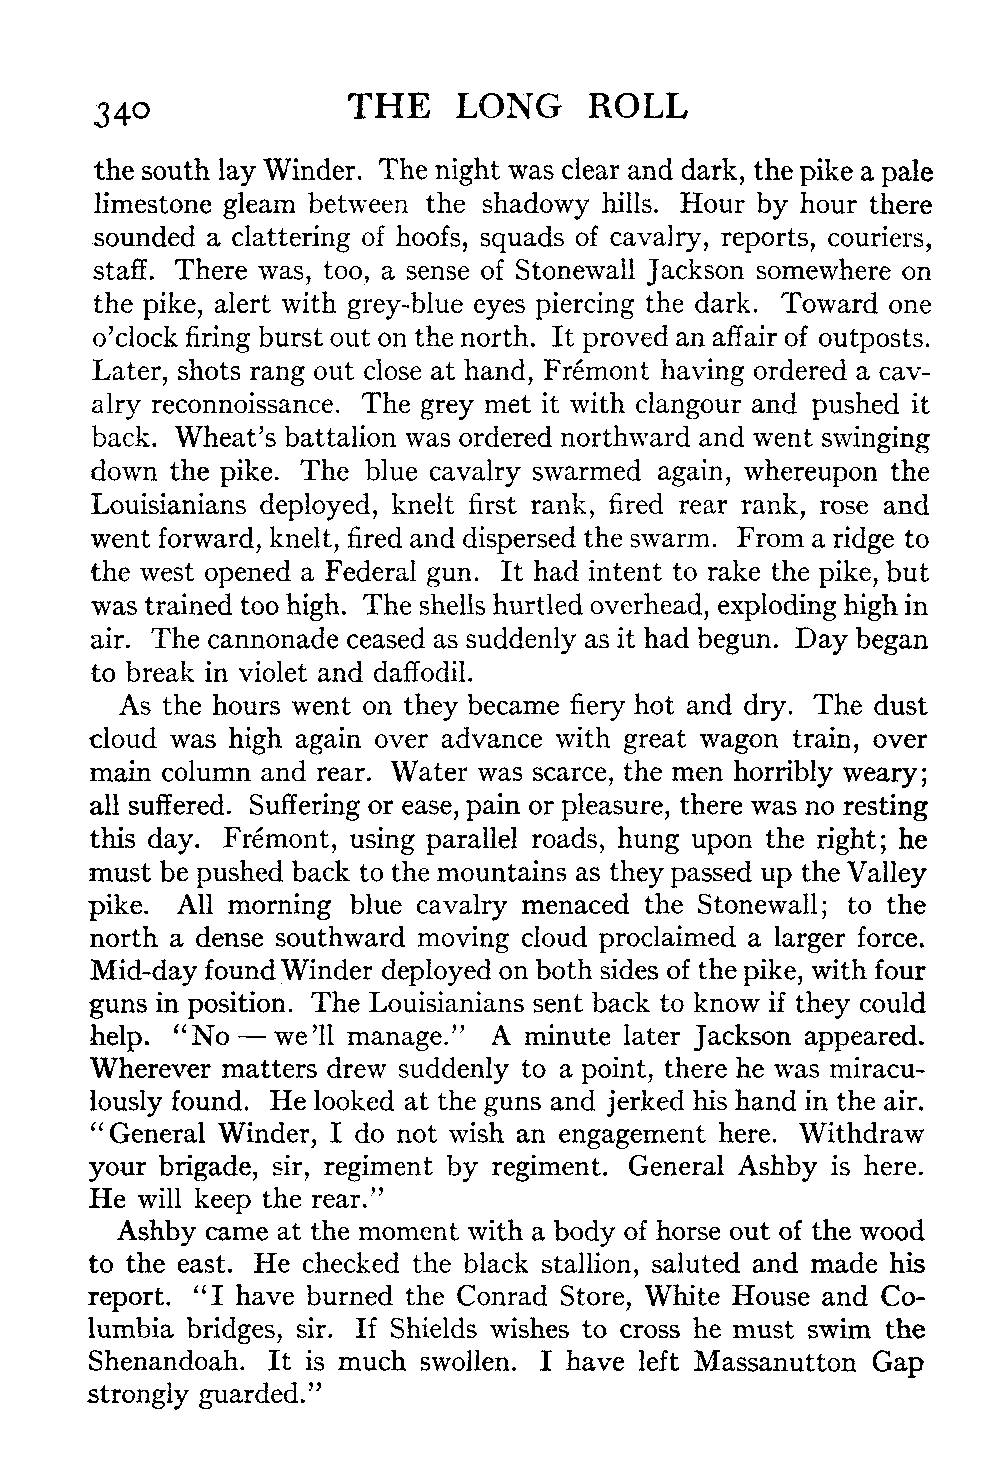 340 THE LONG ROLL
the south lay Winder. The night was clear and dark, the pike a pale
limestone gleam between the shadowy hills. Hour by hour there
sounded a clattering of hoofs, squads of cavalry, reports, couriers,
staff. There was, too, a sense of Stonewall Jackson somewhere on
the pike, alert with grey-blue eyes piercing the dark. Toward one
o'clock firing burst out on the north. It proved an affair of outposts.
Later, shots rang out close at hand, Frémont having ordered a cav-
alry reconnoissance. The grey met it with clangour and pushed it
back. Wheat's battalion was ordered northward and went swinging
down the pike. The blue cavalry swarmed again, whereupon the
Louisianians deployed, knelt first rank, fired rear rank, rose and
went forward, knelt, fired and dispersed the swarm. From a ridge to
the west opened a Federal gun. It had intent to rake the pike, but
was trained too high. The shells hurtled overhead, exploding high in
air. The cannonade ceased as suddenly as it had begun. Day began
to break in violet and daffodil.
As the hours went on they became fiery hot and dry. The dust
cloud was high again over advance with great wagon train, over
main column and rear. Water was scarce, the men horribly weary;
all suffered. Suffering or ease, pain or pleasure, there was no resting
this day. Frémont, using parallel roads, hung upon the right; he
must be pushed back to the mountains as they passed up the Valley
pike. All morning blue cavalry menaced the Stonewall; to the
north a dense southward moving cloud proclaimed a larger force.
Mid-day found Winder deployed on both sides of the pike, with four
guns in position. The Louisianians sent back to know if they could
help. "No — we'll manage." A minute later Jackson appeared.
Wherever matters drew suddenly to a point, there he was miracu-
lously found. He looked at the guns and jerked his hand in the air.
"General Winder, I do not wish an engagement here. Withdraw
your brigade, sir, regiment by regiment. General Ashby is here.
He will keep the rear."
Ashby came at the moment with a body of horse out of the wood
to the east. He checked the black stallion, saluted and made his
report. "I have burned the Conrad Store, White House and Co-
lumbia bridges, sir. If Shields wishes to cross he must swim the
Shenandoah. It is much swollen. I have left Massanutton Gap
strongly guarded."